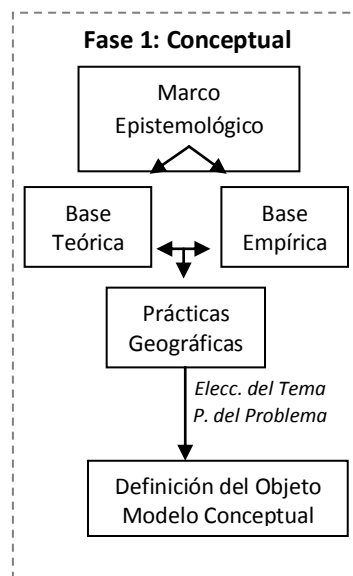 Fase 1: Conceptual
Marco
Epistemológico
Base
Teórica
Base
Empírica
Prácticas
Geográficas
Elecc. del Tema
P. del Problema
Definición del Objeto
Modelo Conceptual